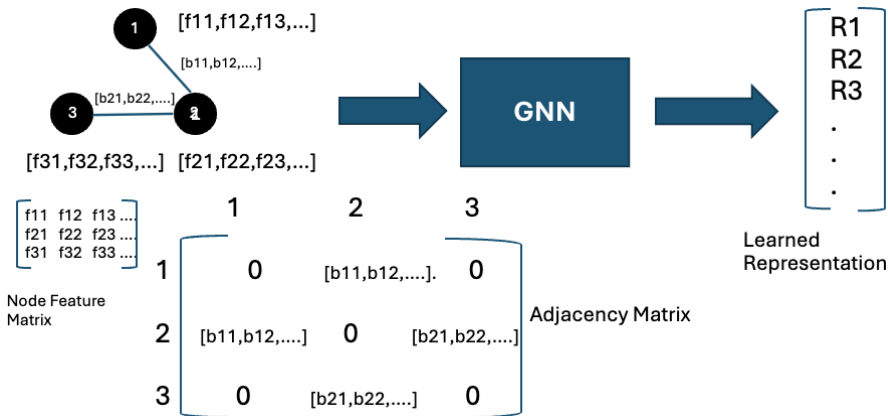 1
[f11,f12,f13,...]
[b11,b12,....]
[b21,b22,....]
3
2
[f31,f32,f33,...]
[f21,f22,f23,...]
GNN
R1
R2
R3
.
.
.
Learned
Representation
f11 f12 f13 ....
f21 f22 f23 ....
f31 f32 f33 ....
Node Feature
Matrix
1 2 3
1 0 [b11,b12,....]. 0
2 [b11,b12,....] 0 [b21,b22,....]
3 0 [b21,b22,....] 0
Adjacency Matrix